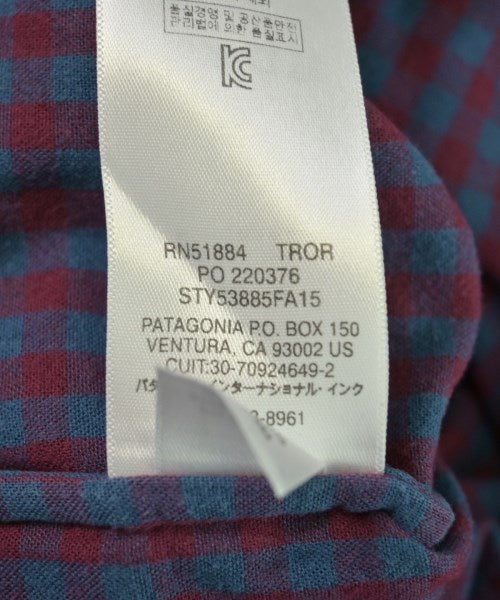 RN51884 TROR
PO 220376
STY53885FA15
PATAGONIA P.O. BOX 150
VENTURA, CA 93002 US
CUIT:30-70924649-2
インターナショナル・インク
-8961